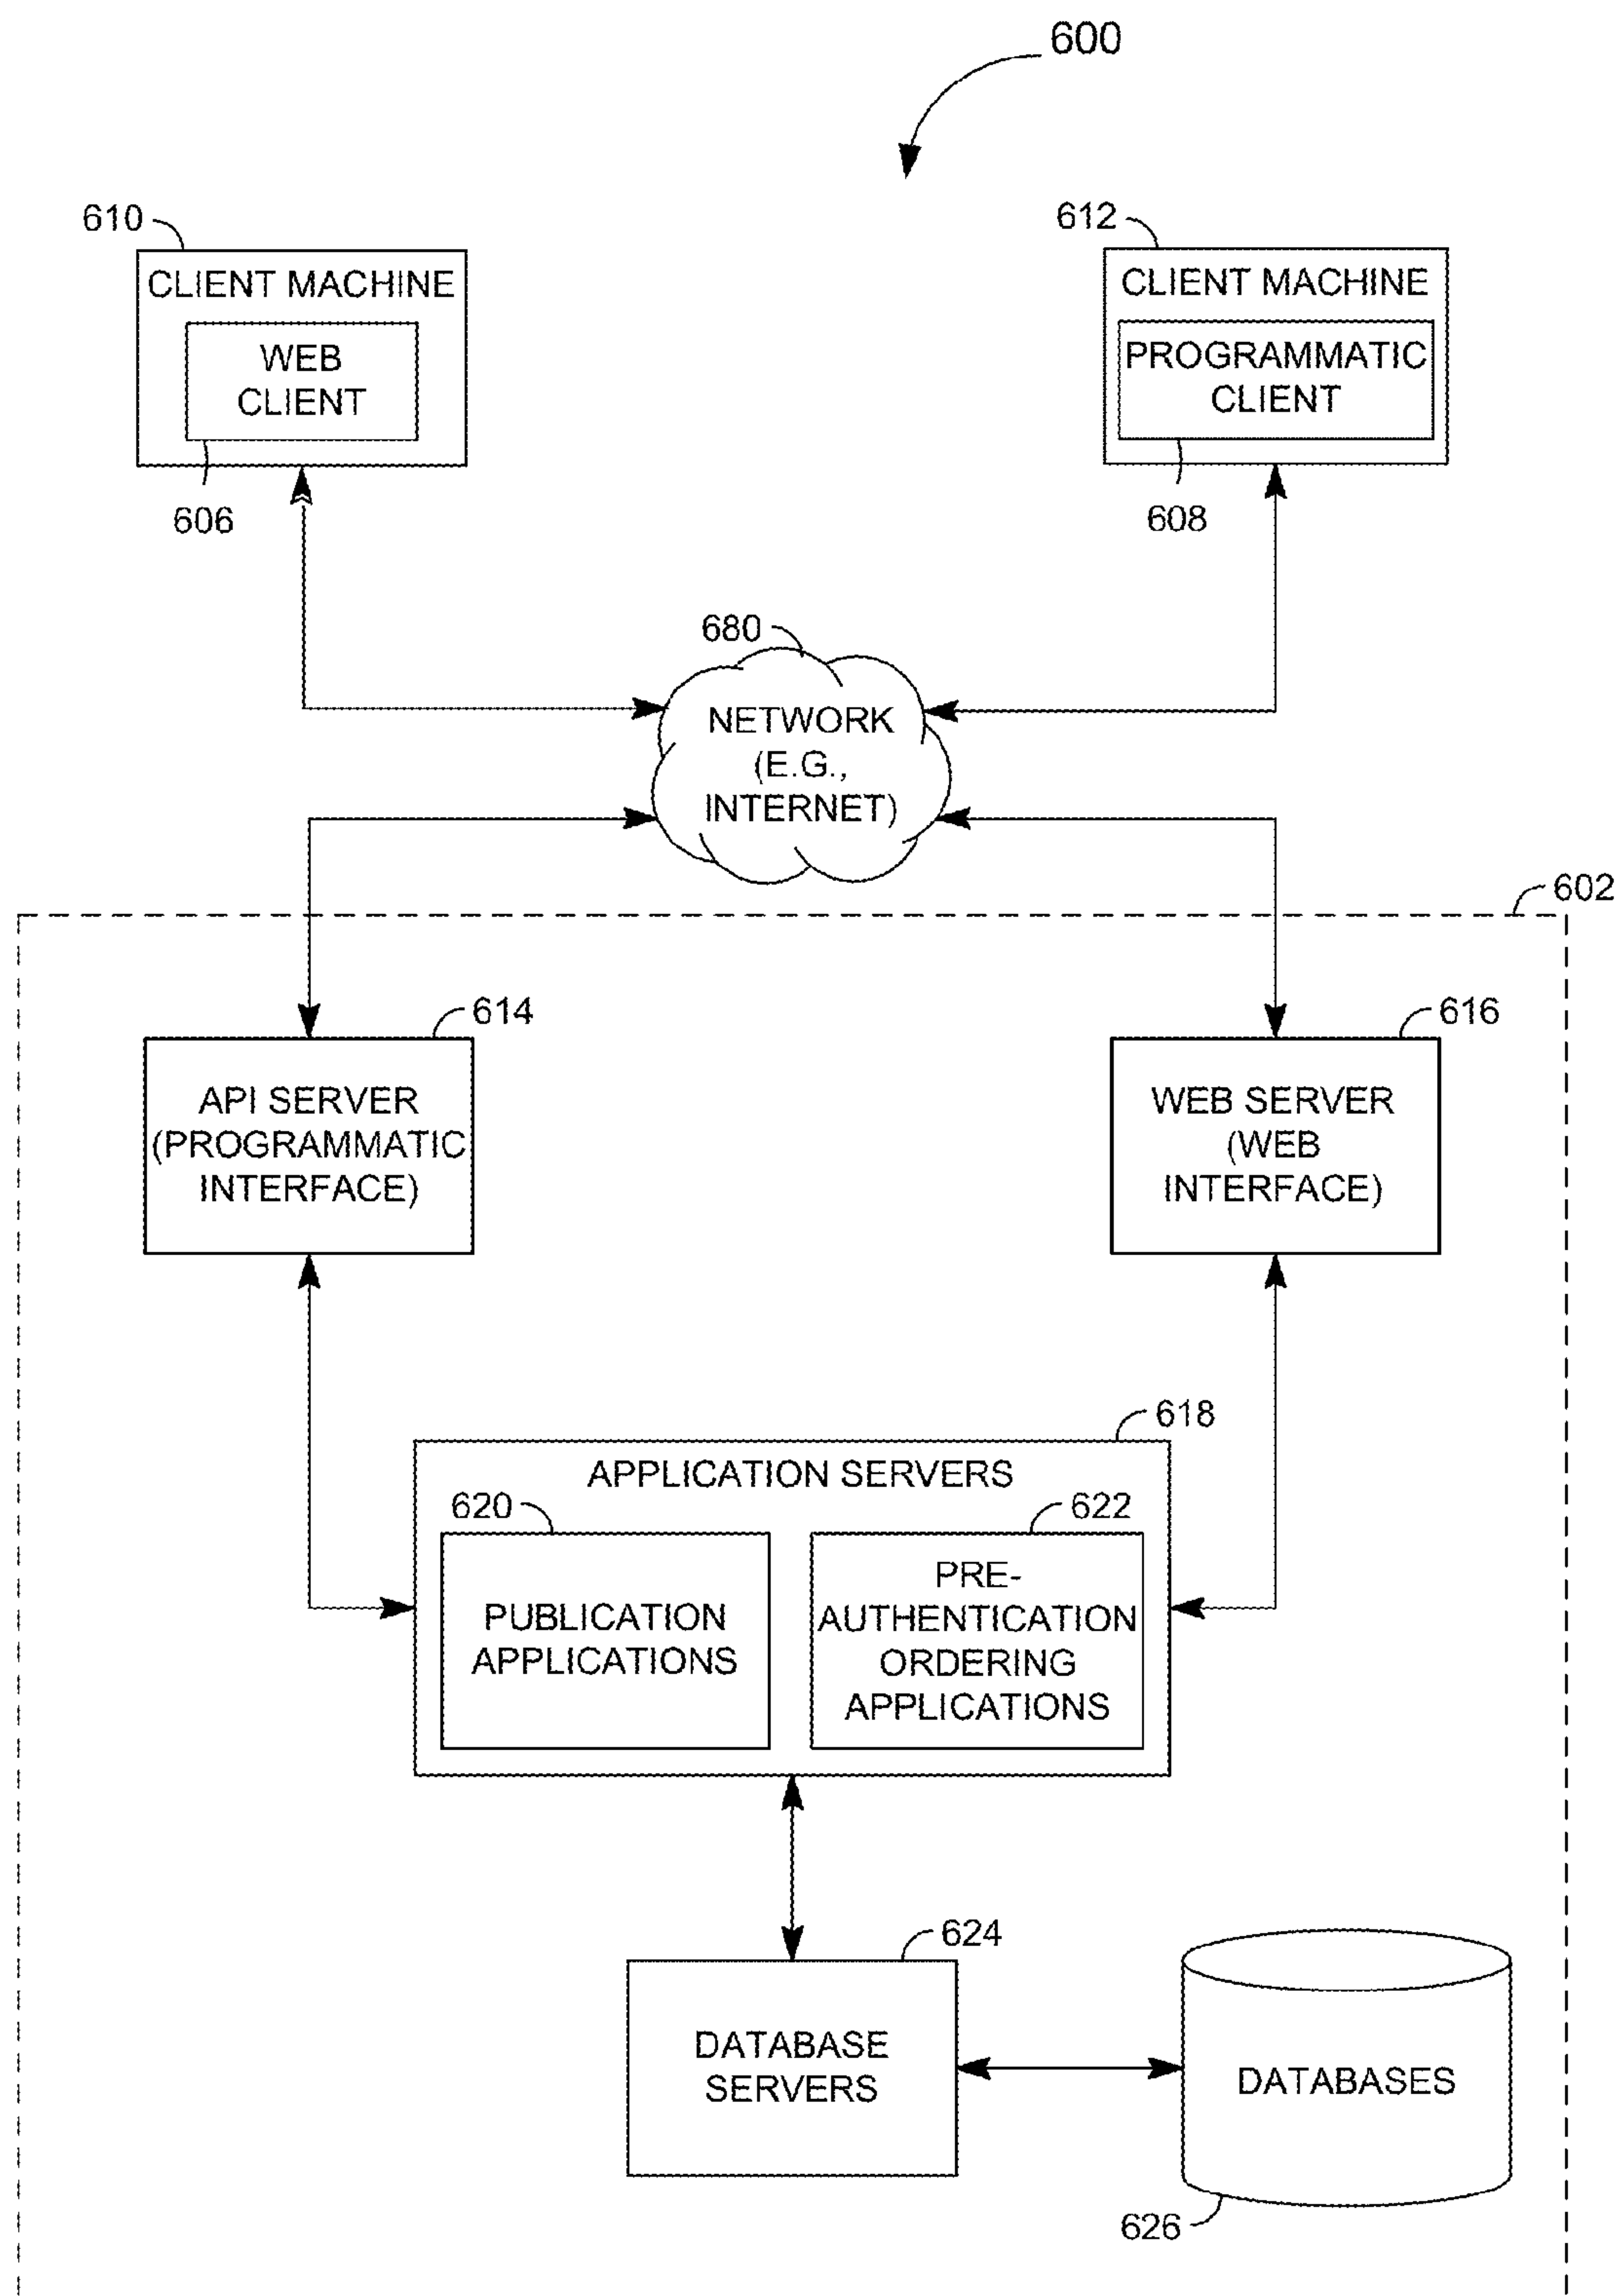 600
610
CLIENT MACHINE
WEB
CLIENT
606
612
CLIENT MACHINE
PROGRAMMATIC
CLIENT
608
680
NETWORK
(E.G.,
INTERNET)
602
614
API SERVER
(PROGRAMMATIC
INTERFACE)
616
WEB SERVER
(WEB
INTERFACE)
618
APPLICATION SERVERS
620
PUBLICATION
APPLICATIONS
622
PRE-
AUTHENTICATION
ORDERING
APPLICATIONS
624
DATABASE
SERVERS
DATABASES
626